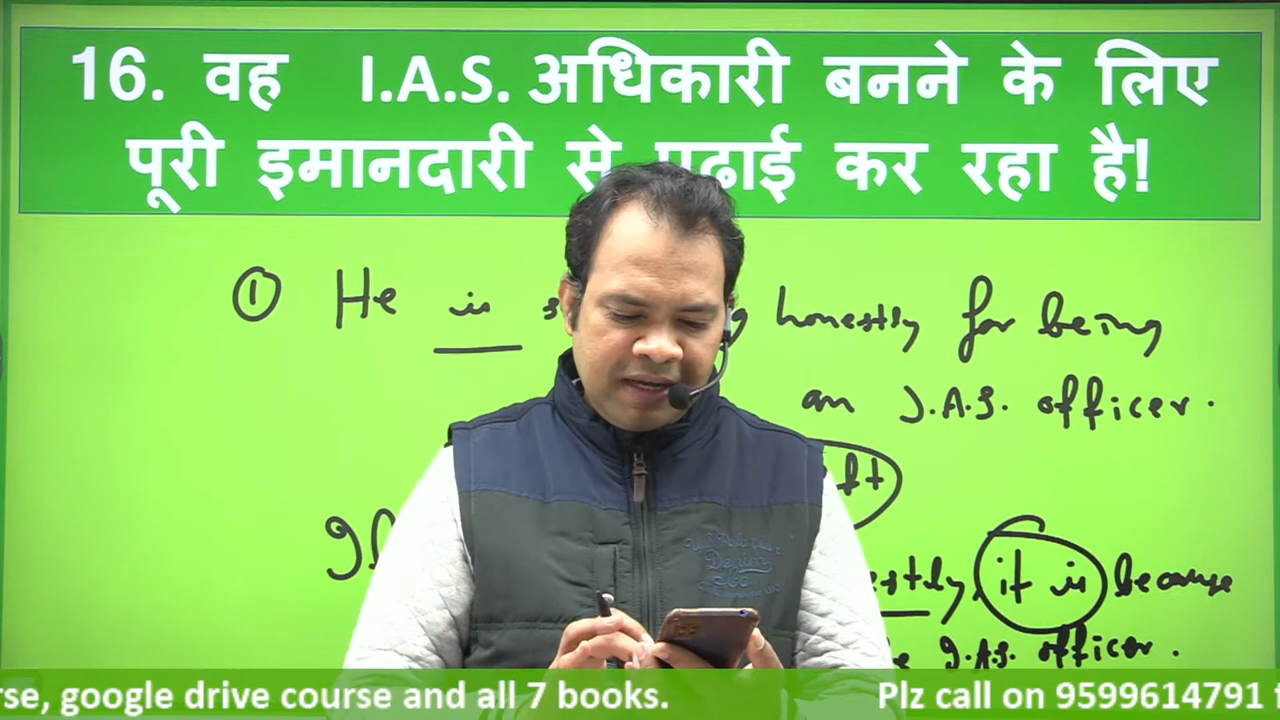 16. वह I.A.S. अधिकारी बनने के लिए
पूरी इमानदारी से पढाई कर रहा है!
① He is honestly for being
an I.A.S. officer.
it is because
I.A.S. officer.
rse, google drive course and all 7 books. Plz call on 9599614791